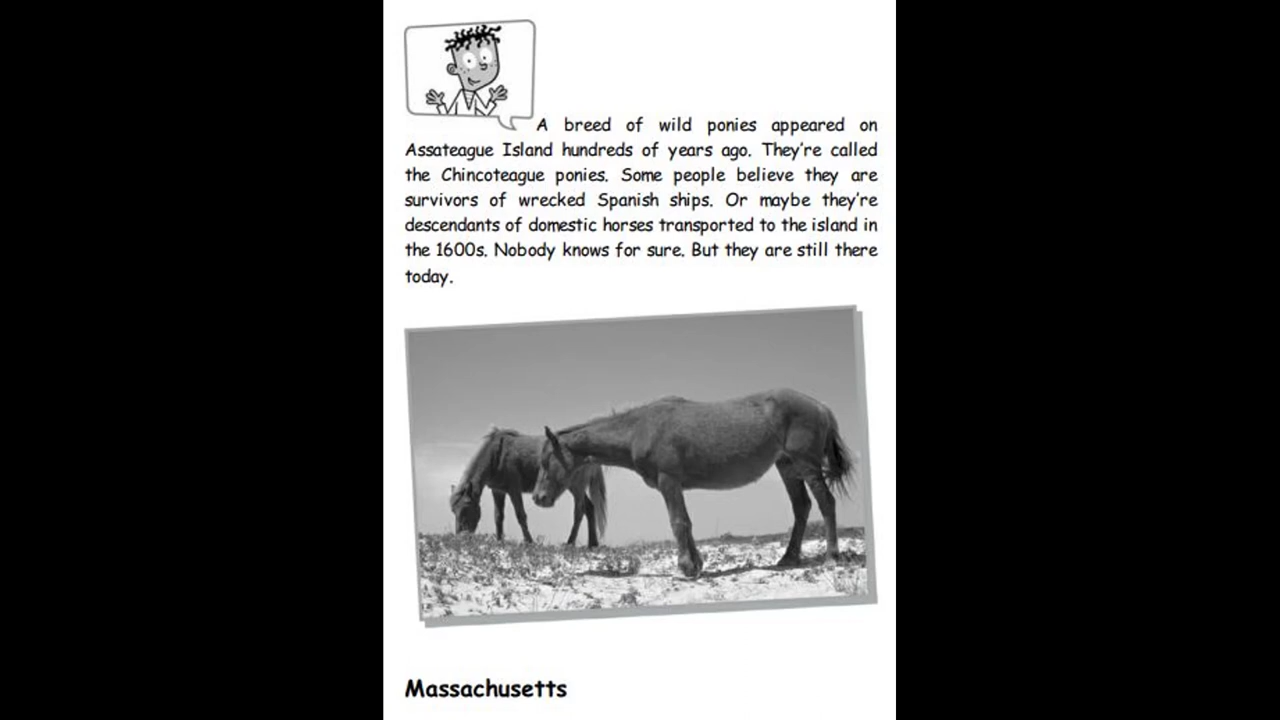 A breed of wild ponies appeared on
Assateague Island hundreds of years ago. They're called
the Chincoteague ponies. Some people believe they are
survivors of wrecked Spanish ships. Or maybe they're
descendants of domestic horses transported to the island in
the 1600s. Nobody knows for sure. But they are still there
today.
Massachusetts